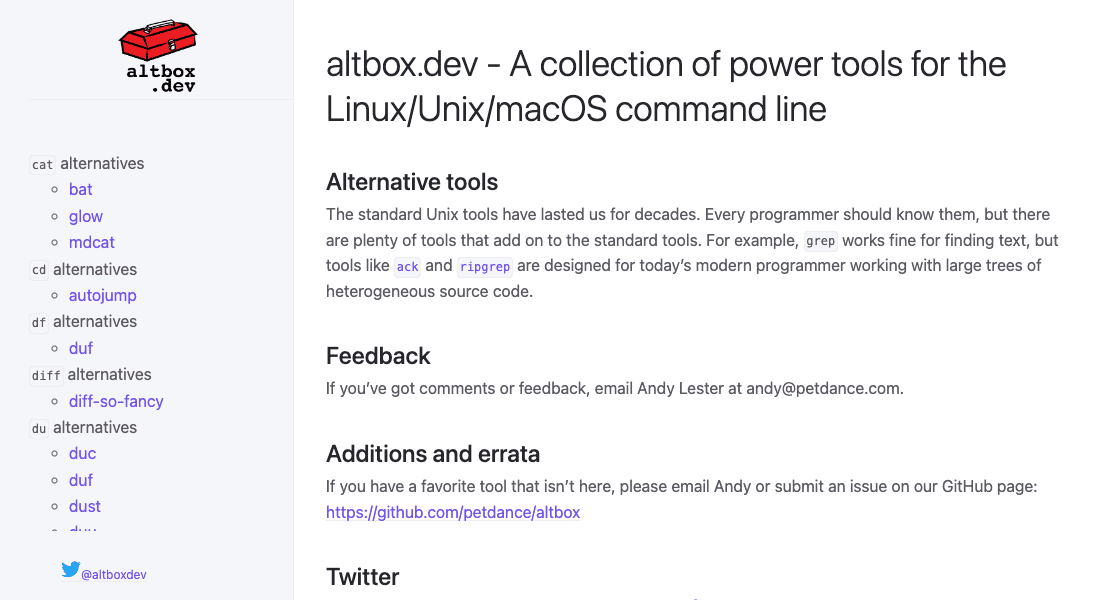 altbox
.dev
cat alternatives
bat
glow
mdcat
cd alternatives
autojump
df alternatives
duf
diff alternatives
diff-so-fancy
du alternatives
duc
duf
dust
@altboxdev
altbox.dev - A collection of power tools for the
Linux/Unix/macOS command line
Alternative tools
The standard Unix tools have lasted us for decades. Every programmer should know them, but there
are plenty of tools that add on to the standard tools. For example, grep works fine for finding text, but
tools like ack and ripgrep are designed for today’s modern programmer working with large trees of
heterogeneous source code.
Feedback
If you’ve got comments or feedback, email Andy Lester at andy@petdance.com.
Additions and errata
If you have a favorite tool that isn’t here, please email Andy or submit an issue on our GitHub page:
https://github.com/petdance/altbox
Twitter